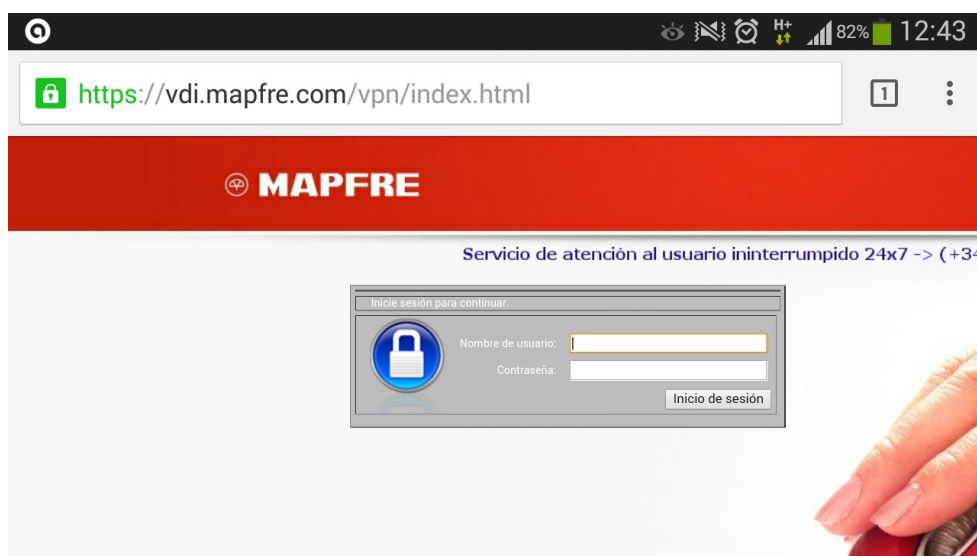 H+
82%
12:43
https://vdi.mapfre.com/vpn/index.html
1
MAPFRE
Servicio de atención al usuario ininterrumpido 24x7 -> (+34
Inicie sesión para continuar.
Nombre de usuario:
Contraseña:
Inicio de sesión